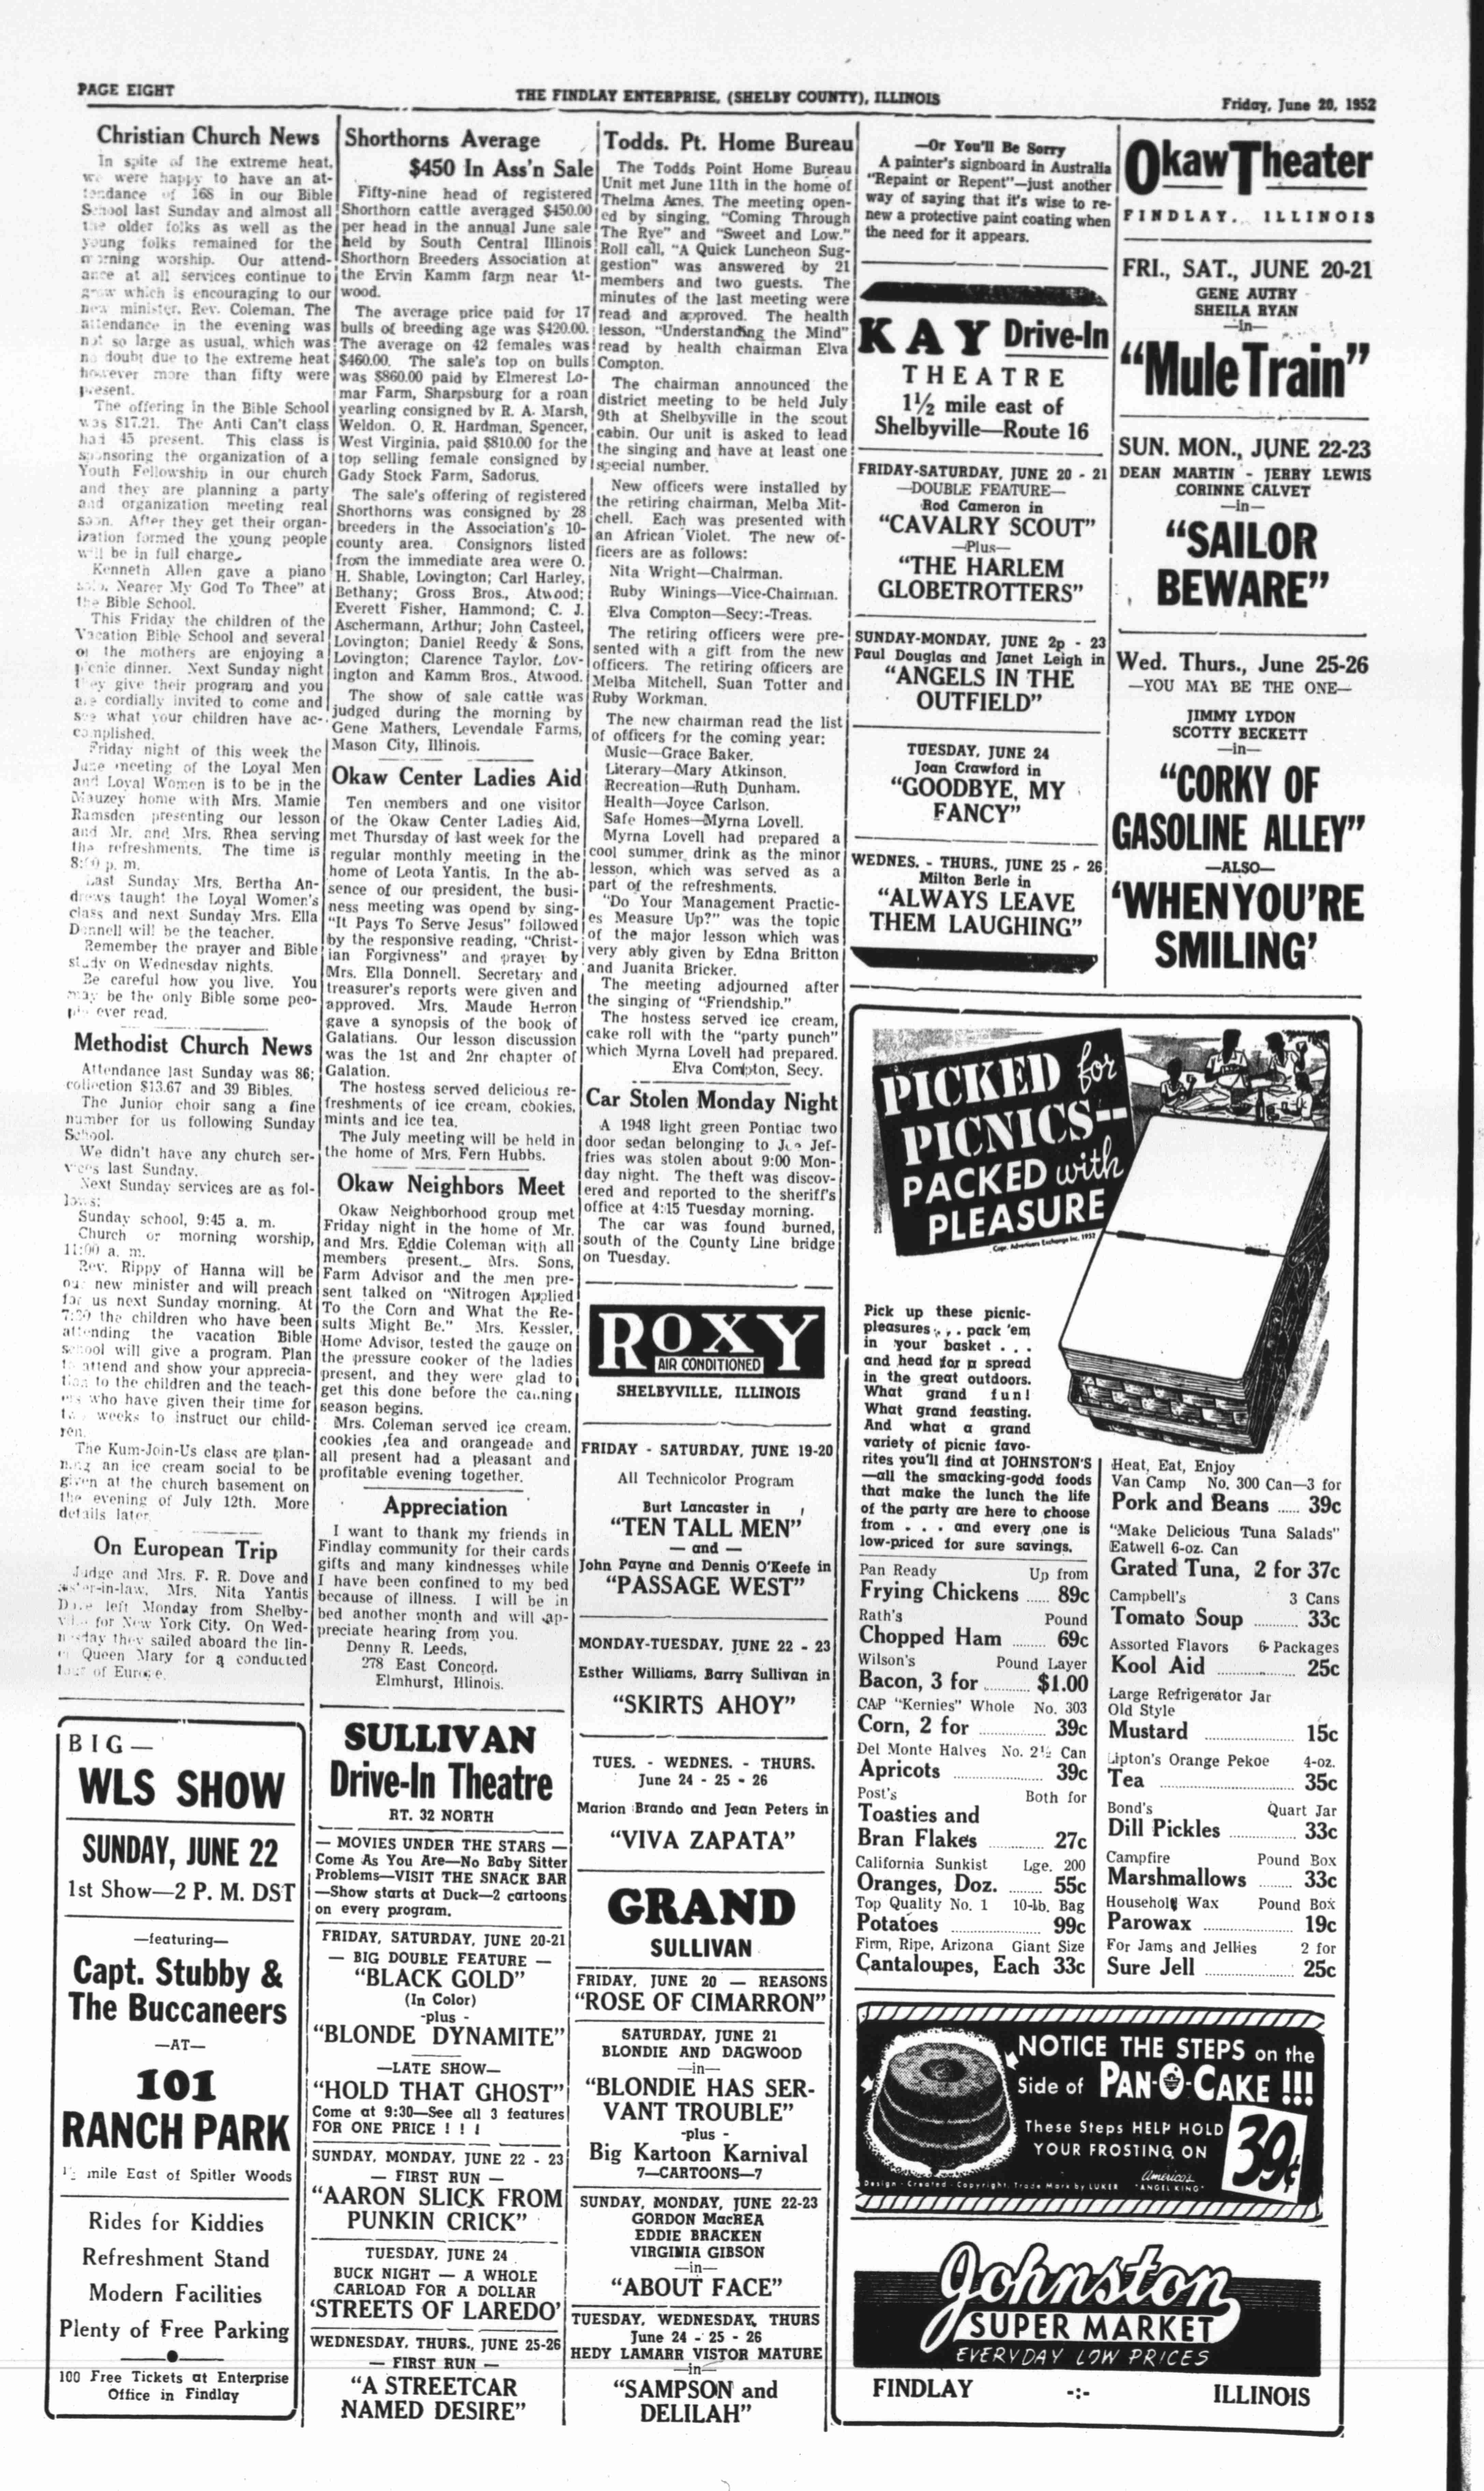 PAGE EIGHT
THE FINDLAY ENTERPRISE, (SHELBY COUNTY), ILLINOIS
Friday, June 20, 1952
Christian Church News
In spite of the extreme heat,
we were happy to have an at-
tendance of 168 in our Bible
School last Sunday and almost all
the older folks as well as the
young folks remained for the
morning worship. Our attend-
ance at all services continue to
grow which is encouraging to our
new minister, Rev. Coleman. The
attendance in the evening was
not so large as usual, which was
no doubt due to the extreme heat
however more than fifty were
present.
The offering in the Bible School
was $17.21. The Anti Can't class
had 45 present. This class is
sponsoring the organization of a
Youth Fellowship in our church
and they are planning a party
and organization meeting real
soon. After they get their organ-
ization formed the young people
will be in full charge.
Kenneth Allen gave a piano
solo, Nearer My God To Thee" at
the Bible School.
This Friday the children of the
Vacation Bible School and several
of the mothers are enjoying a
picnic dinner. Next Sunday night
they give their program and you
are cordially invited to come and
see what your children have ac-
complished.
Friday night of this week the
June meeting of the Loyal Men
and Loyal Women is to be in the
Mauzey home with Mrs. Mamie
Ramsden presenting our lesson
and Mr. and Mrs. Rhea serving
the refreshments. The time is
8:00 p. m.
Last Sunday Mrs. Bertha An-
drews taught the Loyal Women's
class and next Sunday Mrs. Ella
Donnell will be the teacher.
Remember the prayer and Bible
study on Wednesday nights.
Be careful how you live. You
may be the only Bible some peo-
ple ever read.
Methodist Church News
Attendance last Sunday was 86;
collection $13.67 and 39 Bibles.
The Junior choir sang a fine
number for us following Sunday
School.
We didn't have any church ser-
vices last Sunday.
Next Sunday services are as fol-
lows:
Sunday school, 9:45 a. m.
Church or morning worship,
11:00 a. m.
Rev. Rippy of Hanna will be
our new minister and will preach
for us next Sunday morning. At
7:30 the children who have been
attending the vacation Bible
school will give a program. Plan
to attend and show your apprecia-
tion to the children and the teach-
ers who have given their time for
weeks to instruct our child-
ren.
The Kum-Join-Us class are plan-
ning an ice cream social to be
given at the church basement on
the evening of July 12th. More
details later.
On European Trip
Judge and Mrs. F. R. Dove and
sister-in-law, Mrs. Nita Yantis
Dove left Monday from Shelby-
ville for New York City. On Wed-
nesday they sailed aboard the lin-
er Queen Mary for a conducted
tour of Europe.
BIG—
WLS SHOW
SUNDAY, JUNE 22
1st Show—2 P. M. DST
—featuring—
Capt. Stubby &
The Buccaneers
—AT—
101
RANCH PARK
½ mile East of Spitler Woods
Rides for Kiddies
Refreshment Stand
Modern Facilities
Plenty of Free Parking
100 Free Tickets at Enterprise
Office in Findlay
Shorthorns Average
$450 In Ass'n Sale
Fifty-nine head of registered
Shorthorn cattle averaged $450.00
per head in the annual June sale
held by South Central Illinois
Shorthorn Breeders Association at
the Ervin Kamm farm near At-
wood.
The average price paid for 17
bulls of breeding age was $420.00.
The average on 42 females was
$460.00. The sale's top on bulls
was $860.00 paid by Elmerest Lo-
mar Farm, Sharpsburg for a roan
yearling consigned by R. A. Marsh,
Weldon. O. R. Hardman, Spencer,
West Virginia, paid $810.00 for the
top selling female consigned by
Gady Stock Farm, Sadorus.
The sale's offering of registered
Shorthorns was consigned by 28
breeders in the Association's 10-
county area. Consignors listed
from the immediate area were O.
H. Shable, Lovington; Carl Harley,
Bethany; Gross Bros., Atwood;
Everett Fisher, Hammond; C. J.
Aschermann, Arthur; John Casteel,
Lovington; Daniel Reedy & Sons,
Lovington; Clarence Taylor, Lov-
ington and Kamm Bros., Atwood.
The show of sale cattle was
judged during the morning by
Gene Mathers, Levendale Farms,
Mason City, Illinois.
Okaw Center Ladies Aid
Ten members and one visitor
of the Okaw Center Ladies Aid,
met Thursday of last week for the
regular monthly meeting in the
home of Leota Yantis. In the ab-
sence of our president, the busi-
ness meeting was opend by sing-
"It Pays To Serve Jesus" followed
by the responsive reading, "Christ-
ian Forgivness" and prayer by
Mrs. Ella Donnell. Secretary and
treasurer's reports were given and
approved. Mrs. Maude Herron
gave a synopsis of the book of
Galatians. Our lesson discussion
was the 1st and 2nr chapter of
Galation.
The hostess served delicious re-
freshments of ice cream, cookies,
mints and ice tea.
The July meeting will be held in
the home of Mrs. Fern Hubbs.
Okaw Neighbors Meet
Okaw Neighborhood group met
Friday night in the home of Mr.
and Mrs. Eddie Coleman with all
members present. Mrs. Sons,
Farm Advisor and the men pre-
sent talked on "Nitrogen Applied
To the Corn and What the Re-
sults Might Be." Mrs. Kessler,
Home Advisor, tested the gauge on
the pressure cooker of the ladies
present, and they were glad to
get this done before the canning
season begins.
Mrs. Coleman served ice cream,
cookies ,tea and orangeade and
all present had a pleasant and
profitable evening together.
Appreciation
I want to thank my friends in
Findlay community for their cards
gifts and many kindnesses while
I have been confined to my bed
because of illness. I will be in
bed another month and will ap-
preciate hearing from you.
Denny R. Leeds,
278 East Concord,
Elmhurst, Illinois.
SULLIVAN
Drive-In Theatre
RT. 32 NORTH
— MOVIES UNDER THE STARS —
Come As You Are—No Baby Sitter
Problems—VISIT THE SNACK BAR
—Show starts at Duck—2 cartoons
on every program.
FRIDAY, SATURDAY, JUNE 20-21
— BIG DOUBLE FEATURE —
"BLACK GOLD"
(In Color)
-plus -
"BLONDE DYNAMITE"
—LATE SHOW—
"HOLD THAT GHOST"
Come at 9:30—See all 3 features
FOR ONE PRICE ! ! !
SUNDAY, MONDAY, JUNE 22 - 23
— FIRST RUN —
"AARON SLICK FROM
PUNKIN CRICK"
TUESDAY, JUNE 24
BUCK NIGHT — A WHOLE
CARLOAD FOR A DOLLAR
'STREETS OF LAREDO'
WEDNESDAY, THURS., JUNE 25-26
— FIRST RUN —
"A STREETCAR
NAMED DESIRE"
Todds. Pt. Home Bureau
The Todds Point Home Bureau
Unit met June 11th in the home of
Thelma Ames. The meeting open-
ed by singing, "Coming Through
The Rye" and "Sweet and Low."
Roll call, "A Quick Luncheon Sug-
gestion" was answered by 21
members and two guests. The
minutes of the last meeting were
read and approved. The health
lesson, "Understanding the Mind"
read by health chairman Elva
Compton.
The chairman announced the
district meeting to be held July
9th at Shelbyville in the scout
cabin. Our unit is asked to lead
the singing and have at least one
special number.
New officers were installed by
the retiring chairman, Melba Mit-
chell. Each was presented with
an African Violet. The new of-
ficers are as follows:
Nita Wright—Chairman.
Ruby Winings—Vice-Chairman.
Elva Compton—Secy:-Treas.
The retiring officers were pre-
sented with a gift from the new
officers. The retiring officers are
Melba Mitchell, Suan Totter and
Ruby Workman.
The new chairman read the list
of officers for the coming year:
Music—Grace Baker.
Literary—Mary Atkinson.
Recreation—Ruth Dunham.
Health—Joyce Carlson.
Safe Homes—Myrna Lovell.
Myrna Lovell had prepared a
cool summer drink as the minor
lesson, which was served as a
part of the refreshments.
"Do Your Management Practic-
es Measure Up?" was the topic
of the major lesson which was
very ably given by Edna Britton
and Juanita Bricker.
The meeting adjourned after
the singing of "Friendship."
The hostess served ice cream,
cake roll with the "party punch"
which Myrna Lovell had prepared.
Elva Compton, Secy.
Car Stolen Monday Night
A 1948 light green Pontiac two
door sedan belonging to Joe Jef-
fries was stolen about 9:00 Mon-
day night. The theft was discov-
ered and reported to the sheriff's
office at 4:15 Tuesday morning.
The car was found burned,
south of the County Line bridge
on Tuesday.
ROXY
AIR CONDITIONED
SHELBYVILLE, ILLINOIS
FRIDAY - SATURDAY, JUNE 19-20
All Technicolor Program
Burt Lancaster in
"TEN TALL MEN"
— and —
John Payne and Dennis O'Keefe in
"PASSAGE WEST"
MONDAY-TUESDAY, JUNE 22 - 23
Esther Williams, Barry Sullivan in
"SKIRTS AHOY"
TUES. - WEDNES. - THURS.
June 24 - 25 - 26
Marlon Brando and Jean Peters in
"VIVA ZAPATA"
GRAND
SULLIVAN
FRIDAY, JUNE 20 — REASONS
"ROSE OF CIMARRON"
SATURDAY, JUNE 21
BLONDIE AND DAGWOOD
—in—
"BLONDIE HAS SER-
VANT TROUBLE"
-plus -
Big Kartoon Karnival
7—CARTOONS—7
SUNDAY, MONDAY, JUNE 22-23
GORDON MacREA
EDDIE BRACKEN
VIRGINIA GIBSON
—in—
"ABOUT FACE"
TUESDAY, WEDNESDAY, THURS
June 24 - 25 - 26
HEDY LAMARR VISTOR MATURE
—in—
"SAMPSON and
DELILAH"
—Or You'll Be Sorry
A painter's signboard in Australia
"Repaint or Repent"—just another
way of saying that it's wise to re-
new a protective paint coating when
the need for it appears.
KAY Drive-In
THEATRE
1½ mile east of
Shelbyville—Route 16
FRIDAY-SATURDAY, JUNE 20 - 21
—DOUBLE FEATURE—
Rod Cameron in
"CAVALRY SCOUT"
—Plus—
"THE HARLEM
GLOBETROTTERS"
SUNDAY-MONDAY, JUNE 2p - 23
Paul Douglas and Janet Leigh in
"ANGELS IN THE
OUTFIELD"
TUESDAY, JUNE 24
Joan Crawford in
"GOODBYE, MY
FANCY"
WEDNES. - THURS., JUNE 25 - 26
Milton Berle in
"ALWAYS LEAVE
THEM LAUGHING"
Okaw Theater
FINDLAY, ILLINOIS
FRI., SAT., JUNE 20-21
GENE AUTRY
SHEILA RYAN
—in—
"Mule Train"
SUN. MON., JUNE 22-23
DEAN MARTIN - JERRY LEWIS
CORINNE CALVET
—in—
"SAILOR
BEWARE"
Wed. Thurs., June 25-26
—YOU MAY BE THE ONE—
JIMMY LYDON
SCOTTY BECKETT
—in—
"CORKY OF
GASOLINE ALLEY"
—ALSO—
'WHEN YOU'RE
SMILING'
PICKED for
PICNICS--
PACKED with
PLEASURE
Copr. Advertisers Exchange Inc. 1952
Pick up these picnic-
pleasures . . . pack 'em
in your basket . . .
and head for a spread
in the great outdoors.
What grand fun!
What grand feasting.
And what a grand
variety of picnic favo-
rites you'll find at JOHNSTON'S
—all the smacking-good foods
that make the lunch the life
of the party are here to choose
from . . . and every one is
low-priced for sure savings.
Pan Ready Up from
Frying Chickens ...... 89c
Rath's Pound
Chopped Ham ........ 69c
Wilson's Pound Layer
Bacon, 3 for ........... $1.00
CAP "Kernies" Whole No. 303
Corn, 2 for ................ 39c
Del Monte Halves No. 2½ Can
Apricots ...................... 39c
Post's Both for
Toasties and
Bran Flakes ............. 27c
California Sunkist Lge. 200
Oranges, Doz. ........ 55c
Top Quality No. 1 10-lb. Bag
Potatoes ...................... 99c
Firm, Ripe, Arizona Giant Size
Cantaloupes, Each 33c
Heat, Eat, Enjoy
Van Camp No. 300 Can—3 for
Pork and Beans ...... 39c
"Make Delicious Tuna Salads"
Eatwell 6-oz. Can
Grated Tuna, 2 for 37c
Campbell's 3 Cans
Tomato Soup ........... 33c
Assorted Flavors 6 Packages
Kool Aid ................... 25c
Large Refrigerator Jar
Old Style
Mustard ...................... 15c
Lipton's Orange Pekoe 4-oz.
Tea ................................ 35c
Bond's Quart Jar
Dill Pickles ................ 33c
Campfire Pound Box
Marshmallows ........ 33c
Household Wax Pound Box
Parowax ...................... 19c
For Jams and Jellies 2 for
Sure Jell ..................... 25c
NOTICE THE STEPS on the
Side of PAN-O-CAKE !!!
These Steps HELP HOLD
YOUR FROSTING ON
39¢
America's
"ANGEL KING"
Design - Created - Copyright, Trade Mark by LUKER
Johnston
SUPER MARKET
EVERYDAY LOW PRICES
FINDLAY -:- ILLINOIS